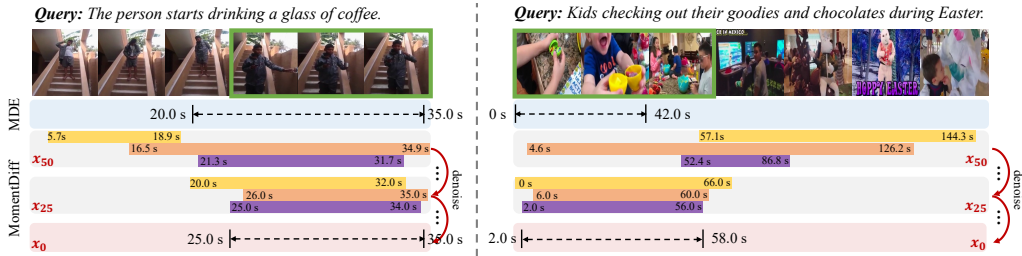 Query: The person starts drinking a glass of coffee.
MDE
20.0 s
35.0 s
MomentDiff
5.7s
18.9 s
16.5 s
34.9 s
21.3 s
31.7 s
x50
denoise
20.0 s
32.0 s
26.0 s
35.0 s
25.0 s
34.0 s
x25
25.0 s
35.0 s
x0
Query: Kids checking out their goodies and chocolates during Easter.
HAPPY EASTER
0 s
42.0 s
57.1s
144.3 s
4.6 s
126.2 s
52.4 s
86.8 s
x50
denoise
0 s
66.0 s
6.0 s
60.0 s
2.0 s
56.0 s
x25
2.0 s
58.0 s
x0